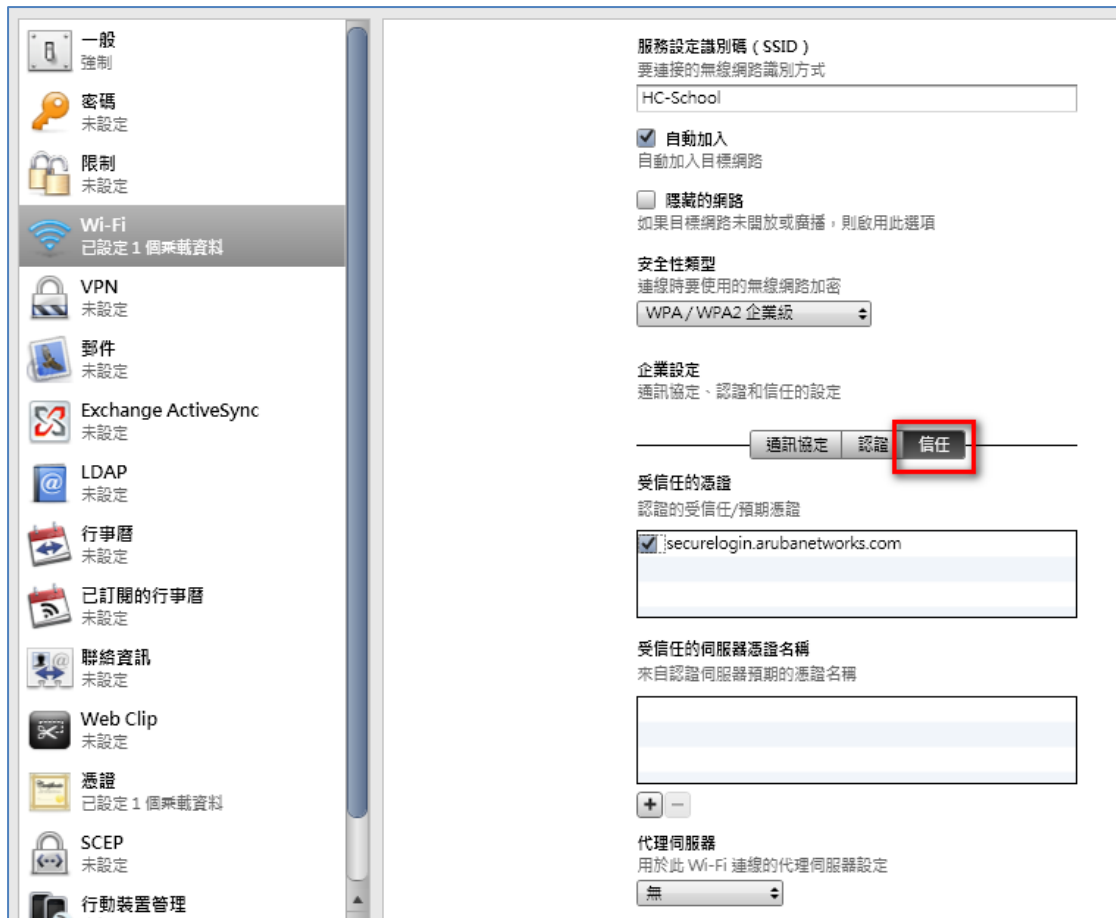 一般
強制
密碼
未設定
限制
未設定
Wi-Fi
已設定 1 個乘載資料
VPN
未設定
郵件
未設定
Exchange ActiveSync
未設定
LDAP
未設定
行事曆
未設定
已訂閱的行事曆
未設定
聯絡資訊
未設定
Web Clip
未設定
憑證
已設定 1 個乘載資料
SCEP
未設定
行動裝置管理
服務設定識別碼 ( SSID )
要連接的無線網路識別方式
HC-School
自動加入
自動加入目標網路
隱藏的網路
如果目標網路未開放或廣播，則啟用此選項
安全性類型
連線時要使用的無線網路加密
WPA / WPA2 企業級
企業設定
通訊協定、認證和信任的設定
通訊協定 認證 信任
受信任的憑證
認證的受信任/預期憑證
securelogin.arubanetworks.com
受信任的伺服器憑證名稱
來自認證伺服器預期的憑證名稱
代理伺服器
用於此 Wi-Fi 連線的代理伺服器設定
無